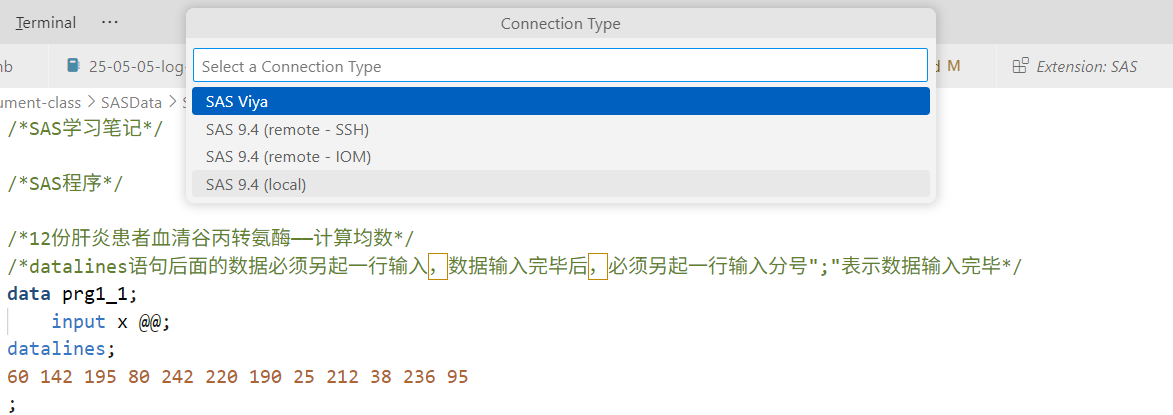 Terminal ···
Connection Type
Select a Connection Type
SAS Viya
SAS 9.4 (remote - SSH)
SAS 9.4 (remote - IOM)
SAS 9.4 (local)
25-05-05-log
M
Extension: SAS
ument-class > SASData >
/*SAS学习笔记*/
/*SAS程序*/
/*12份肝炎患者血清谷丙转氨酶——计算均数*/
/*datalines语句后面的数据必须另起一行输入，数据输入完毕后，必须另起一行输入分号";"表示数据输入完毕*/
data prg1_1;
input x @@;
datalines;
60 142 195 80 242 220 190 25 212 38 236 95
;